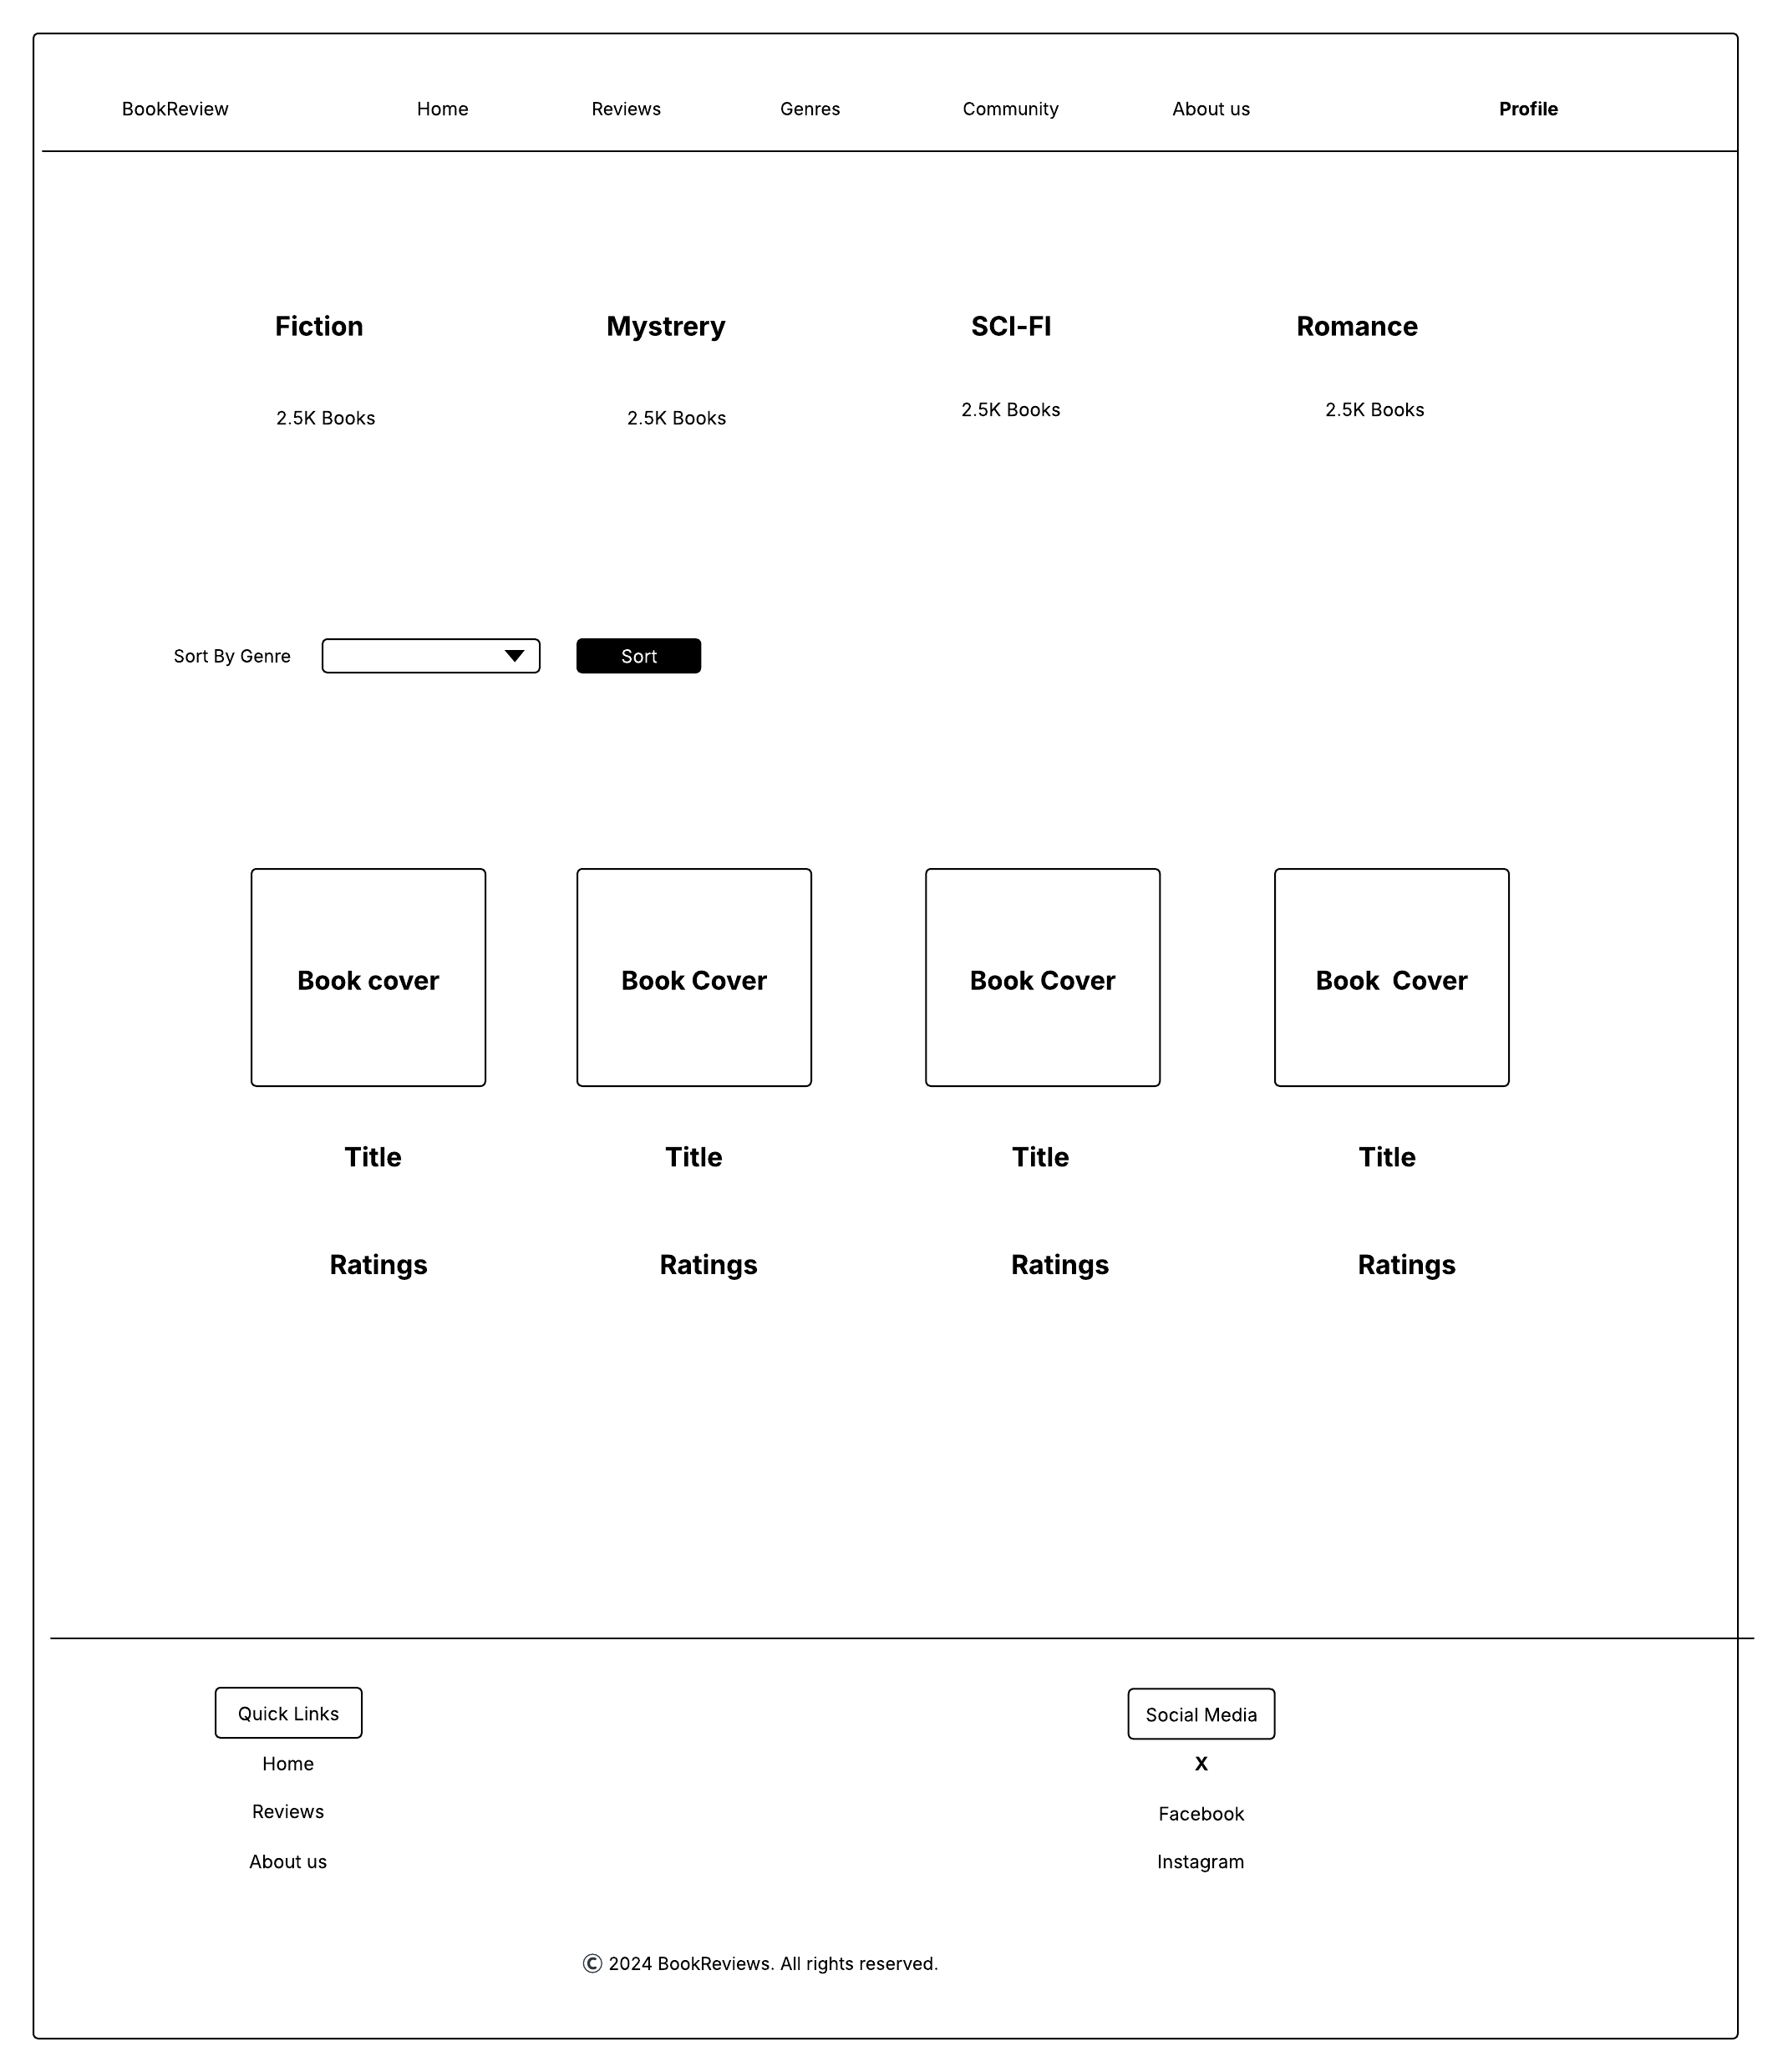 BookReview Home Reviews Genres Community About us Profile
Fiction Mystrery SCI-FI Romance
2.5K Books 2.5K Books 2.5K Books 2.5K Books
Sort By Genre Sort
Book cover Book Cover Book Cover Book  Cover
Title Title Title Title
Ratings Ratings Ratings Ratings
Quick Links Social Media
Home X
Reviews Facebook
About us Instagram
© 2024 BookReviews. All rights reserved.